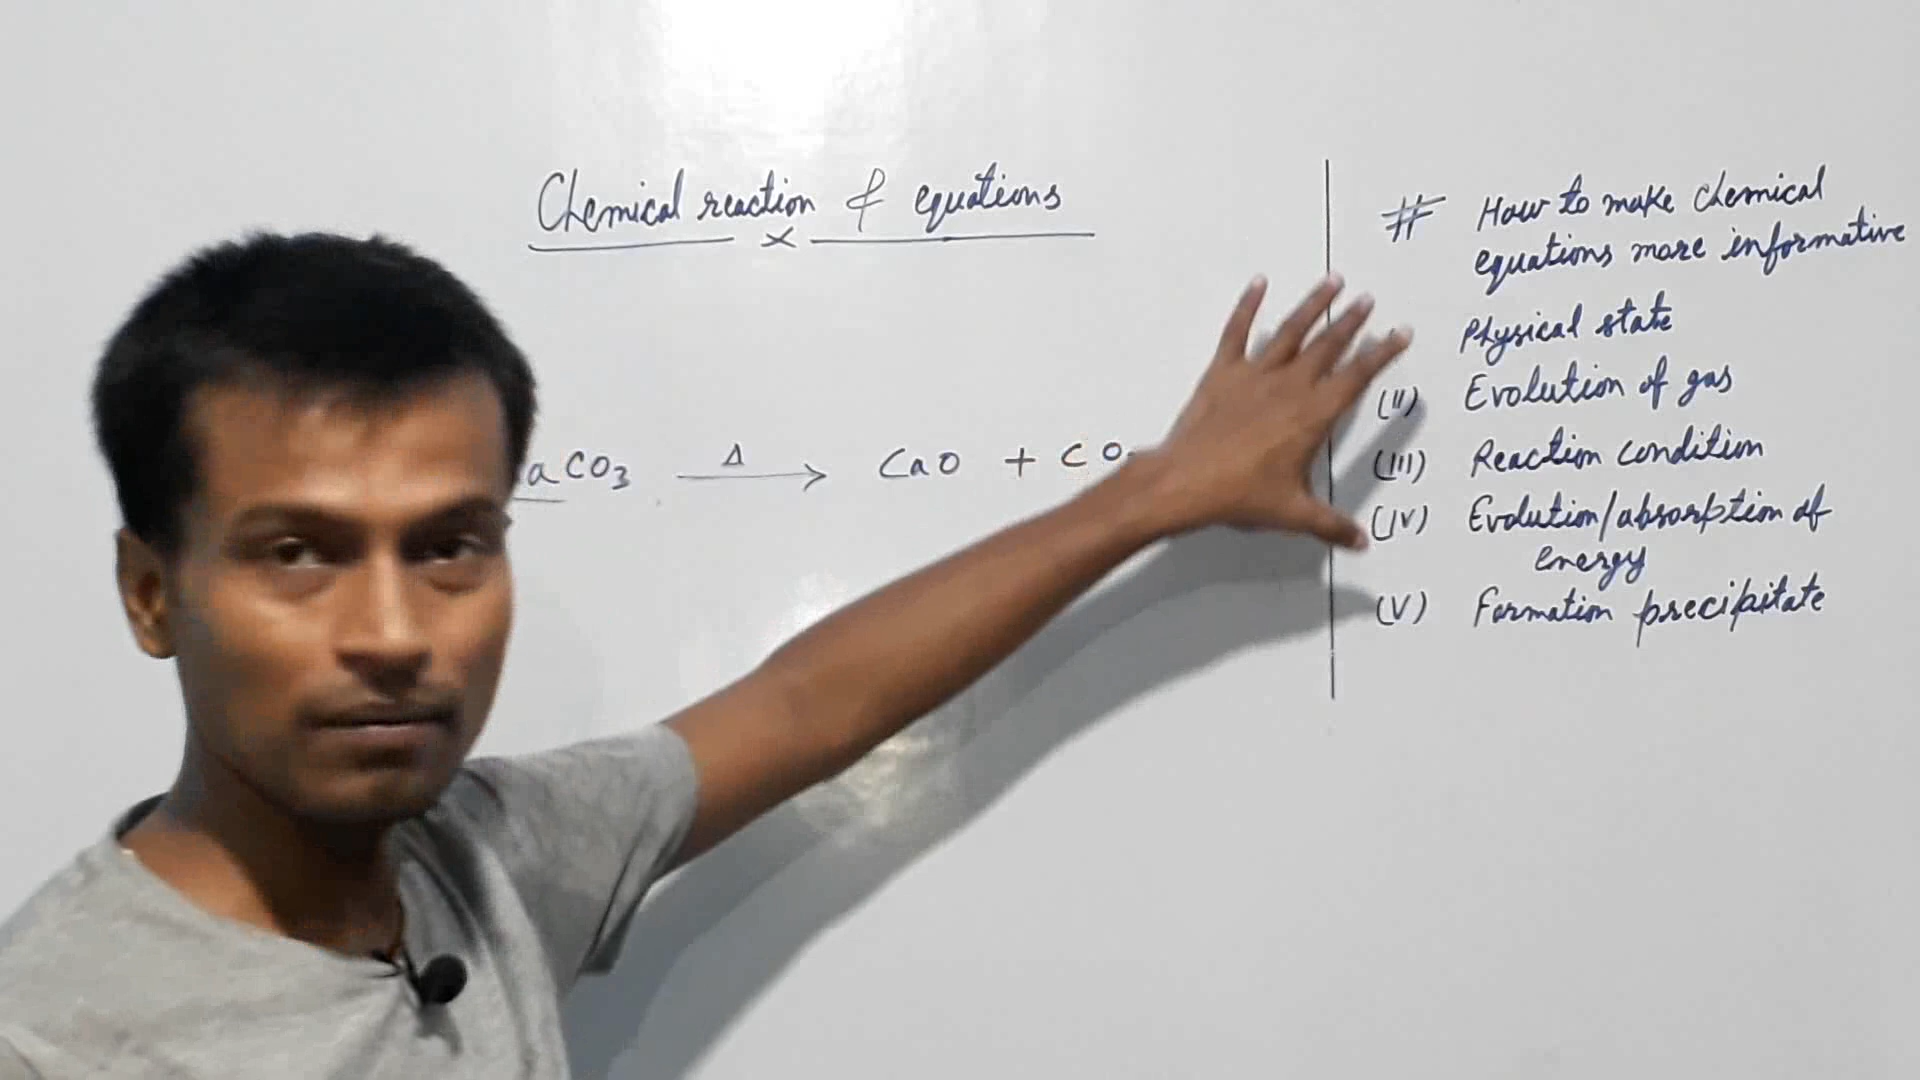 Chemical reaction & equations
x
aCO3 Δ → CaO + CO
# How to make chemical
equations more informative
Physical state
(II) Evolution of gas
(III) Reaction condition
(IV) Evolution/absorption of
energy
(V) Formation precipitate